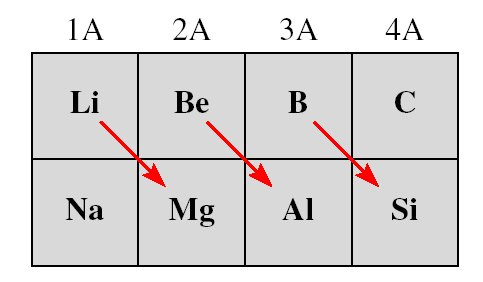 1A 2A 3A 4A
Li Be B C
Na Mg Al Si